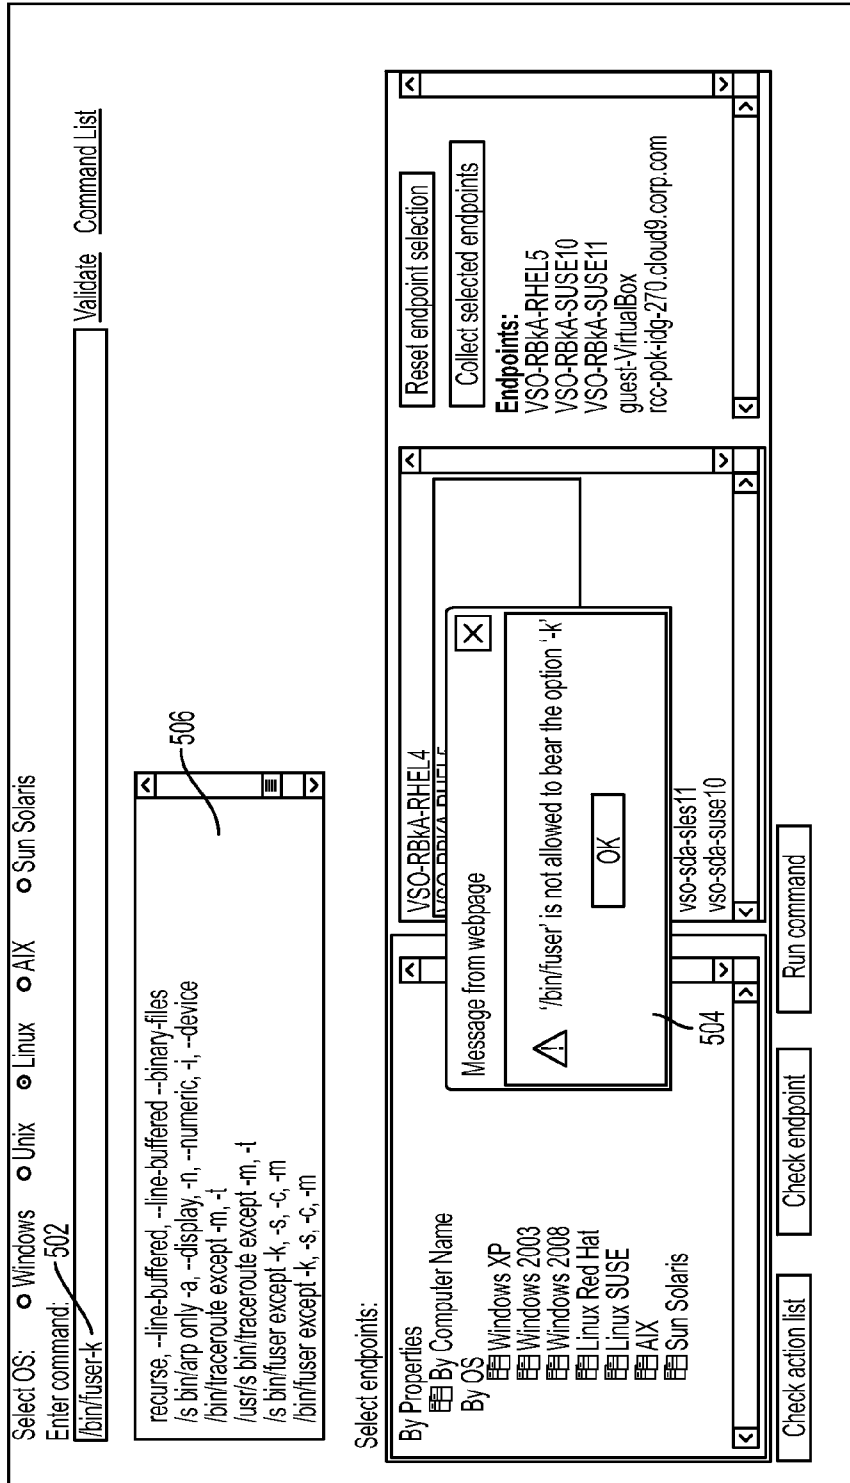 Select OS: Windows Unix Linux AIX Sun Solaris
Enter command: 502
/bin/fuser-k Validate Command List
506
recurse, --line-buffered, --line-buffered --binary-files
/s bin/arp only -a, --display, -n, --numeric, -i, --device
/bin/traceroute except -m, -t
/usr/s bin/traceroute except -m, -t
/s bin/fuser except -k, -s, -c, -m
/bin/fuser except -k, -s, -c, -m
Select endpoints:
By Properties
By Computer Name
By OS
Windows XP
Windows 2003
Windows 2008
Linux Red Hat
Linux SUSE
AIX
Sun Solaris
VSO-RBkA-RHEL4
Message from webpage
'/bin/fuser' is not allowed to bear the option '-k'
OK
504
vso-sda-sles11
vso-sda-suse10
Reset endpoint selection
Collect selected endpoints
Endpoints:
VSO-RBkA-RHEL5
VSO-RBkA-SUSE10
VSO-RBkA-SUSE11
guest-VirtualBox
rcc-pok-idg-270.cloud9.corp.com
Check action list Check endpoint Run command